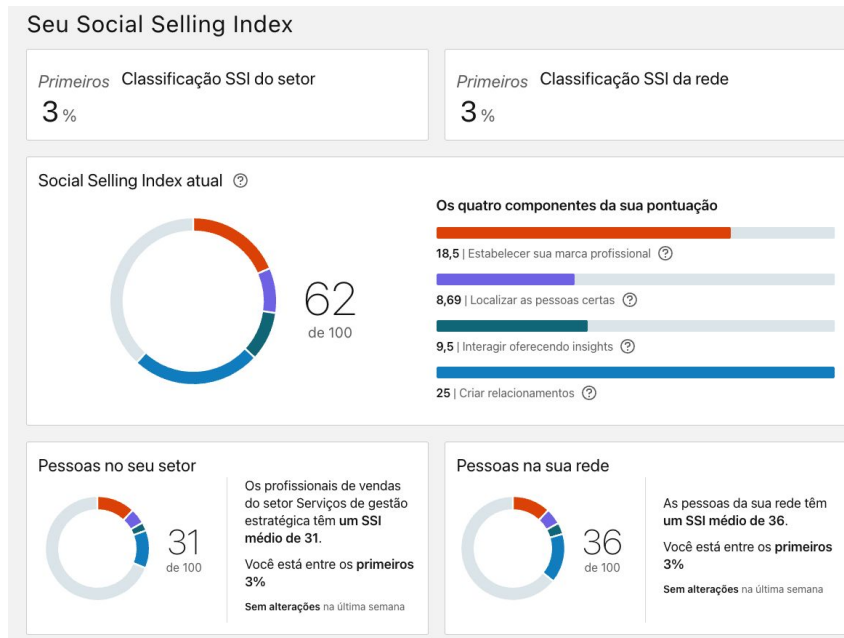 Seu Social Selling Index
Primeiros Classificação SSI do setor
3 %
Primeiros Classificação SSI da rede
3 %
Social Selling Index atual ?
62
de 100
Os quatro componentes da sua pontuação
18,5 | Estabelecer sua marca profissional ?
8,69 | Localizar as pessoas certas ?
9,5 | Interagir oferecendo insights ?
25 | Criar relacionamentos ?
Pessoas no seu setor
31
de 100
Os profissionais de vendas
do setor Serviços de gestão
estratégica têm um SSI
médio de 31.
Você está entre os primeiros
3%
Sem alterações na última semana
Pessoas na sua rede
36
de 100
As pessoas da sua rede têm
um SSI médio de 36.
Você está entre os primeiros
3%
Sem alterações na última semana